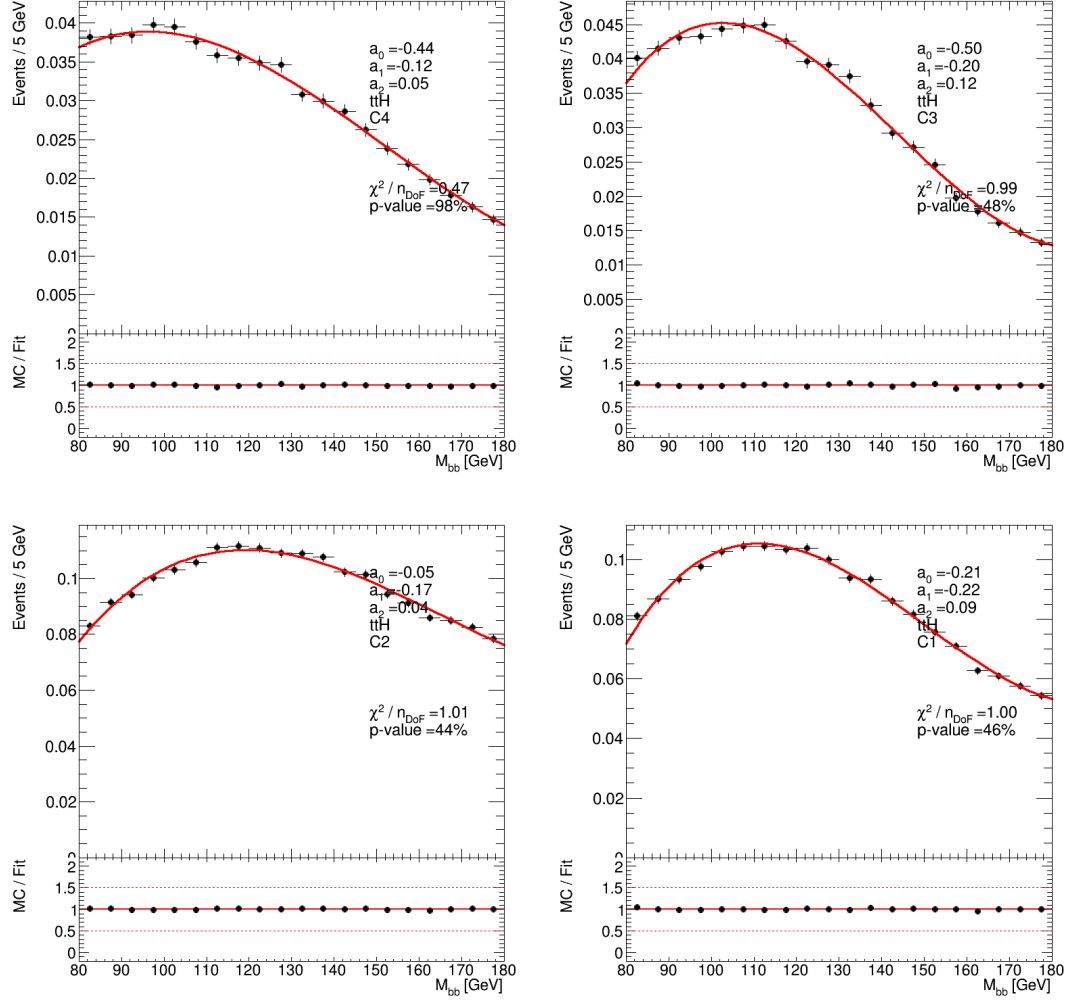 Events / 5 GeV
0.04
0.035
0.03
0.025
0.02
0.015
0.01
0.005
0
a0 =-0.44
a1 =-0.12
a2 =0.05
ttH
C4
χ2 / nDoF =0.47
p-value =98%
MC / Fit
2
1.5
1
0.5
0
80 90 100 110 120 130 140 150 160 170 180
Mbb [GeV]
Events / 5 GeV
0.045
0.04
0.035
0.03
0.025
0.02
0.015
0.01
0.005
0
a0 =-0.50
a1 =-0.20
a2 =0.12
ttH
C3
χ2 / nDoF =0.99
p-value =48%
MC / Fit
2
1.5
1
0.5
0
80 90 100 110 120 130 140 150 160 170 180
Mbb [GeV]
Events / 5 GeV
0.1
0.08
0.06
0.04
0.02
0
a0 =-0.05
a1 =-0.17
a2 =0.04
ttH
C2
χ2 / nDoF =1.01
p-value =44%
MC / Fit
2
1.5
1
0.5
0
80 90 100 110 120 130 140 150 160 170 180
Mbb [GeV]
Events / 5 GeV
0.1
0.08
0.06
0.04
0.02
0
a0 =-0.21
a1 =-0.22
a2 =0.09
ttH
C1
χ2 / nDoF =1.00
p-value =46%
MC / Fit
2
1.5
1
0.5
0
80 90 100 110 120 130 140 150 160 170 180
Mbb [GeV]